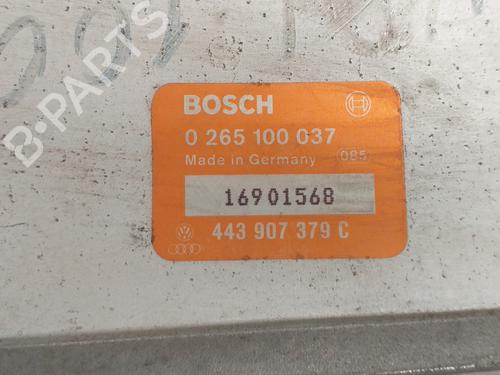 B-PARTS
BOSCH
0 265 100 037
Made in Germany 085
16901568
443 907 379 C